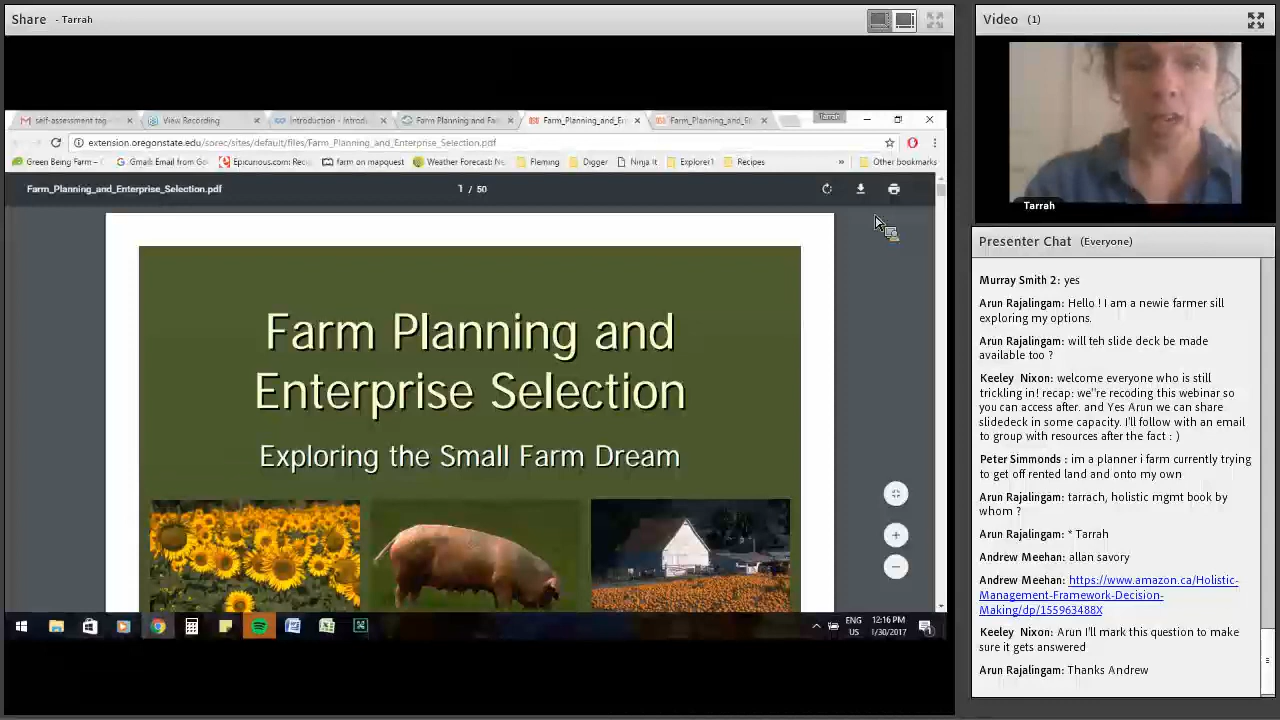 Share - Tarrah
Video (1)
Tarrah
self-assessment tag
View Recording
Introduction - Introdu
Farm Planning and Fa
Farm_Planning_and_En
Farm_Planning_and_E
Tarrah
extension.oregonstate.edu/sorec/sites/default/files/Farm_Planning_and_Enterprise_Selection.pdf
Green Being Farm –
Gmail: Email from Go
Epicurious.com: Rec
farm on mapquest
Weather Forecast: Ne
Fleming
Digger
Ninja It
Explorer1
Recipes
»
Other bookmarks
Farm_Planning_and_Enterprise_Selection.pdf
1 / 50
Farm Planning and
Enterprise Selection
Exploring the Small Farm Dream
ENG
US
12:16 PM
1/30/2017
1
Presenter Chat (Everyone)
Murray Smith 2: yes
Arun Rajalingam: Hello ! I am a newie farmer sill
exploring my options.
Arun Rajalingam: will teh slide deck be made
available too ?
Keeley Nixon: welcome everyone who is still
trickling in! recap: we"re recoding this webinar so
you can access after. and Yes Arun we can share
slidedeck in some capacity. I'll follow with an email
to group with resources after the fact : )
Peter Simmonds : im a planner i farm currently trying
to get off rented land and onto my own
Arun Rajalingam: tarrach, holistic mgmt book by
whom ?
Arun Rajalingam: * Tarrah
Andrew Meehan: allan savory
Andrew Meehan: https://www.amazon.ca/Holistic-
Management-Framework-Decision-
Making/dp/155963488X
Keeley Nixon: Arun I'll mark this question to make
sure it gets answered
Arun Rajalingam: Thanks Andrew